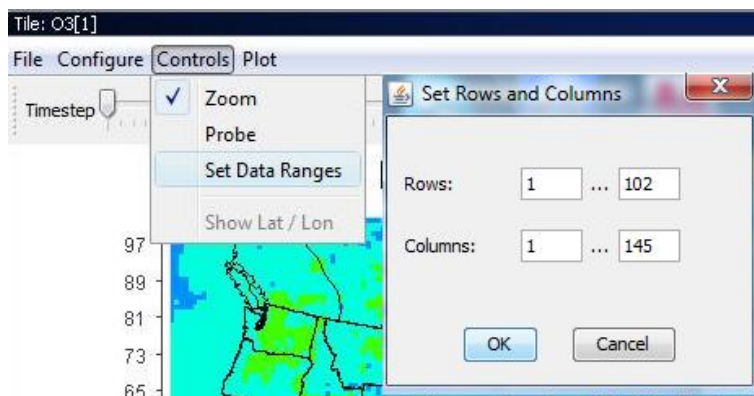 Tile: O3[1]
File Configure Controls Plot
Timestep
Zoom
Probe
Set Data Ranges
Show Lat / Lon
97
89
81
73
65
Set Rows and Columns
Rows: 1 ... 102
Columns: 1 ... 145
OK Cancel